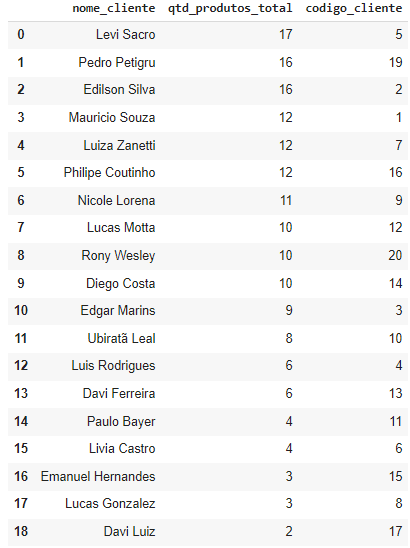 nome_cliente qtd_produtos_total codigo_cliente
0 Levi Sacro 17 5
1 Pedro Petigru 16 19
2 Edilson Silva 16 2
3 Mauricio Souza 12 1
4 Luiza Zanetti 12 7
5 Philipe Coutinho 12 16
6 Nicole Lorena 11 9
7 Lucas Motta 10 12
8 Rony Wesley 10 20
9 Diego Costa 10 14
10 Edgar Marins 9 3
11 Ubiratã Leal 8 10
12 Luis Rodrigues 6 4
13 Davi Ferreira 6 13
14 Paulo Bayer 4 11
15 Livia Castro 4 6
16 Emanuel Hernandes 3 15
17 Lucas Gonzalez 3 8
18 Davi Luiz 2 17